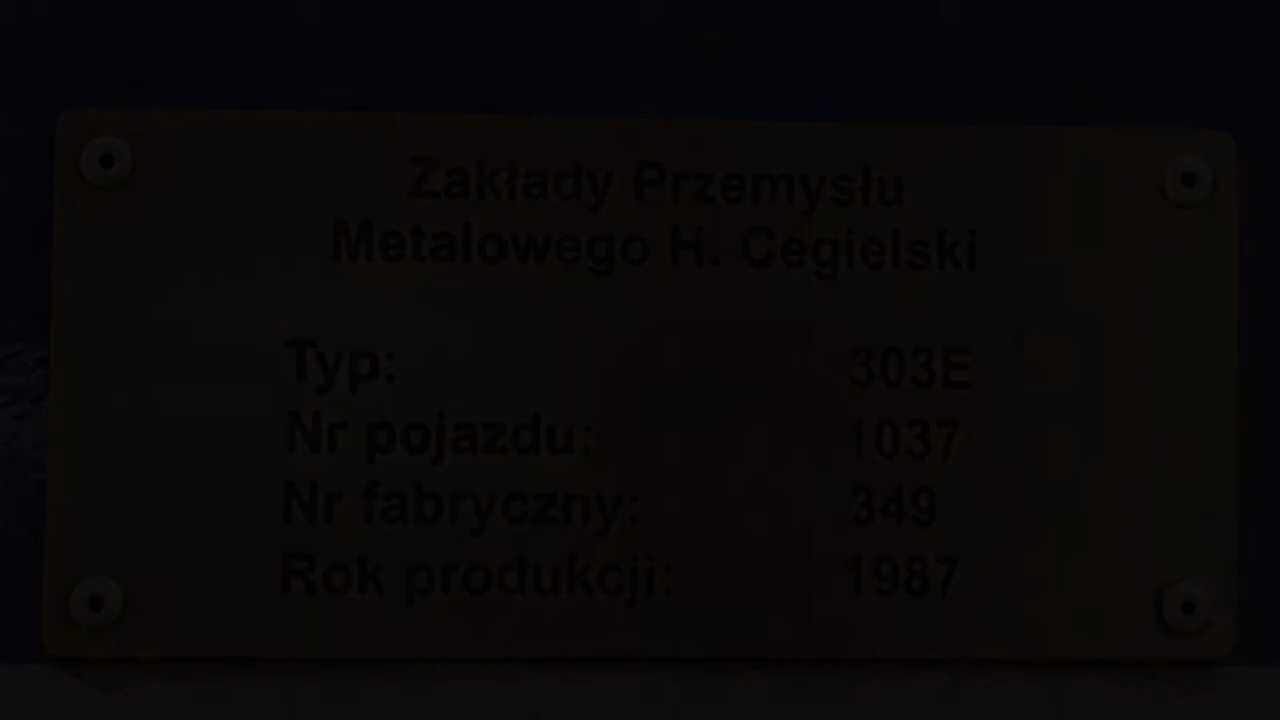 Zakłady Przemysłu
Metalowego H. Cegielski
Typ: 303E
Nr pojazdu: 1037
Nr fabryczny: 349
Rok produkcji: 1987